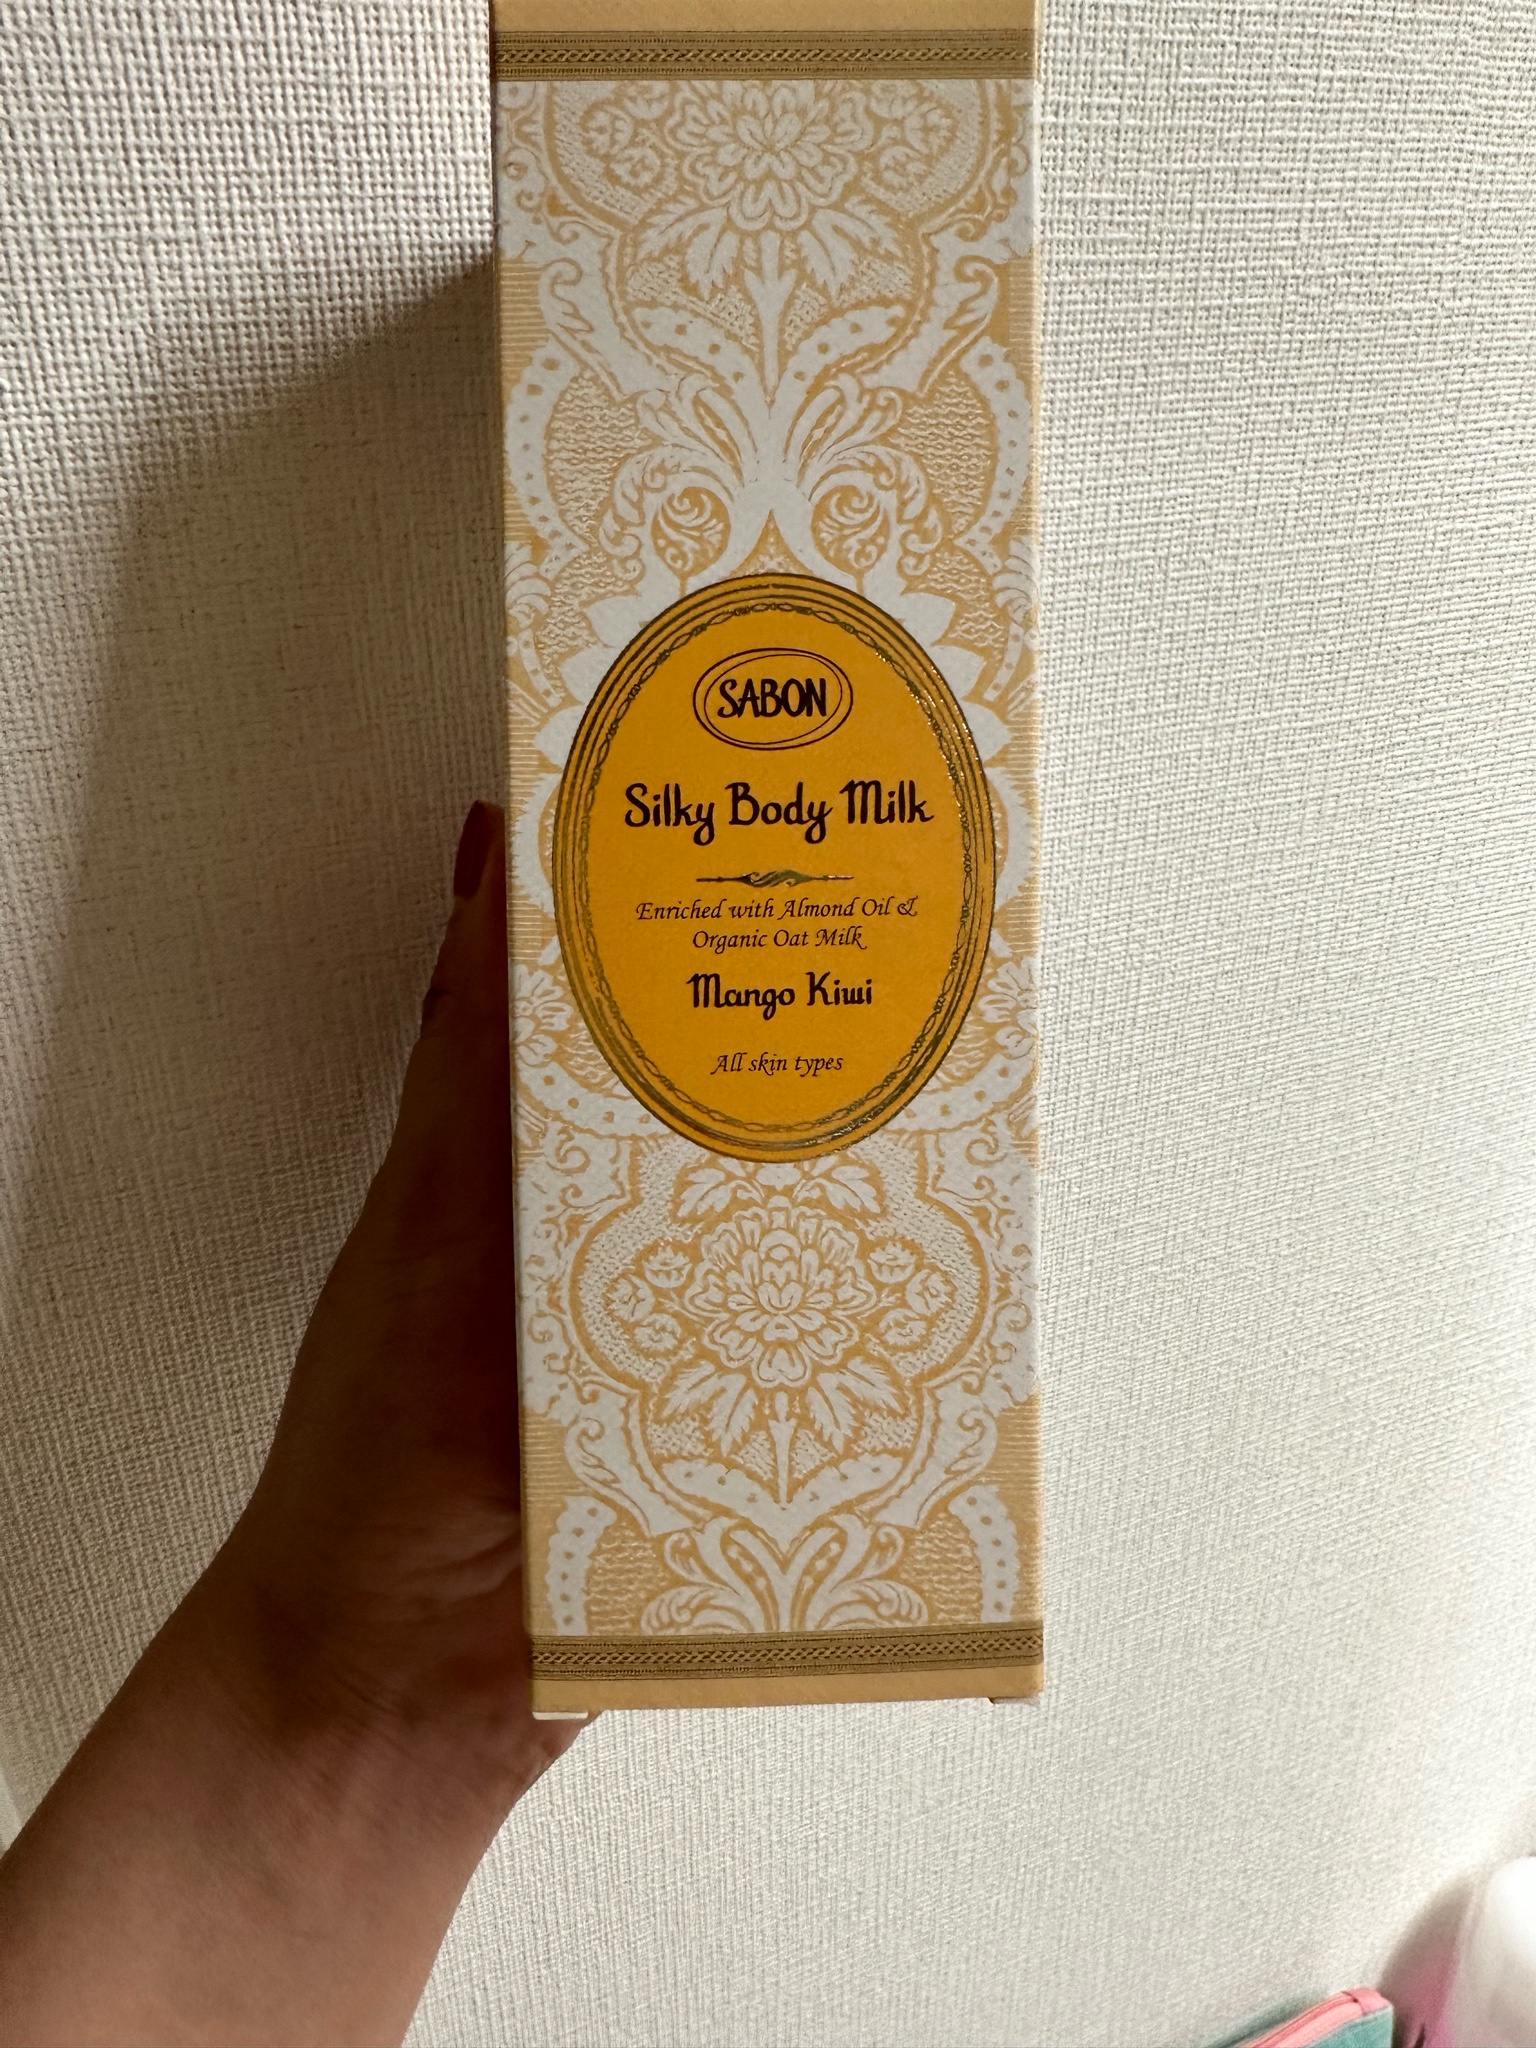 SABON
Silky Body Milk
Enriched with Almond Oil &
Organic Oat Milk
Mango Kiwi
All skin types